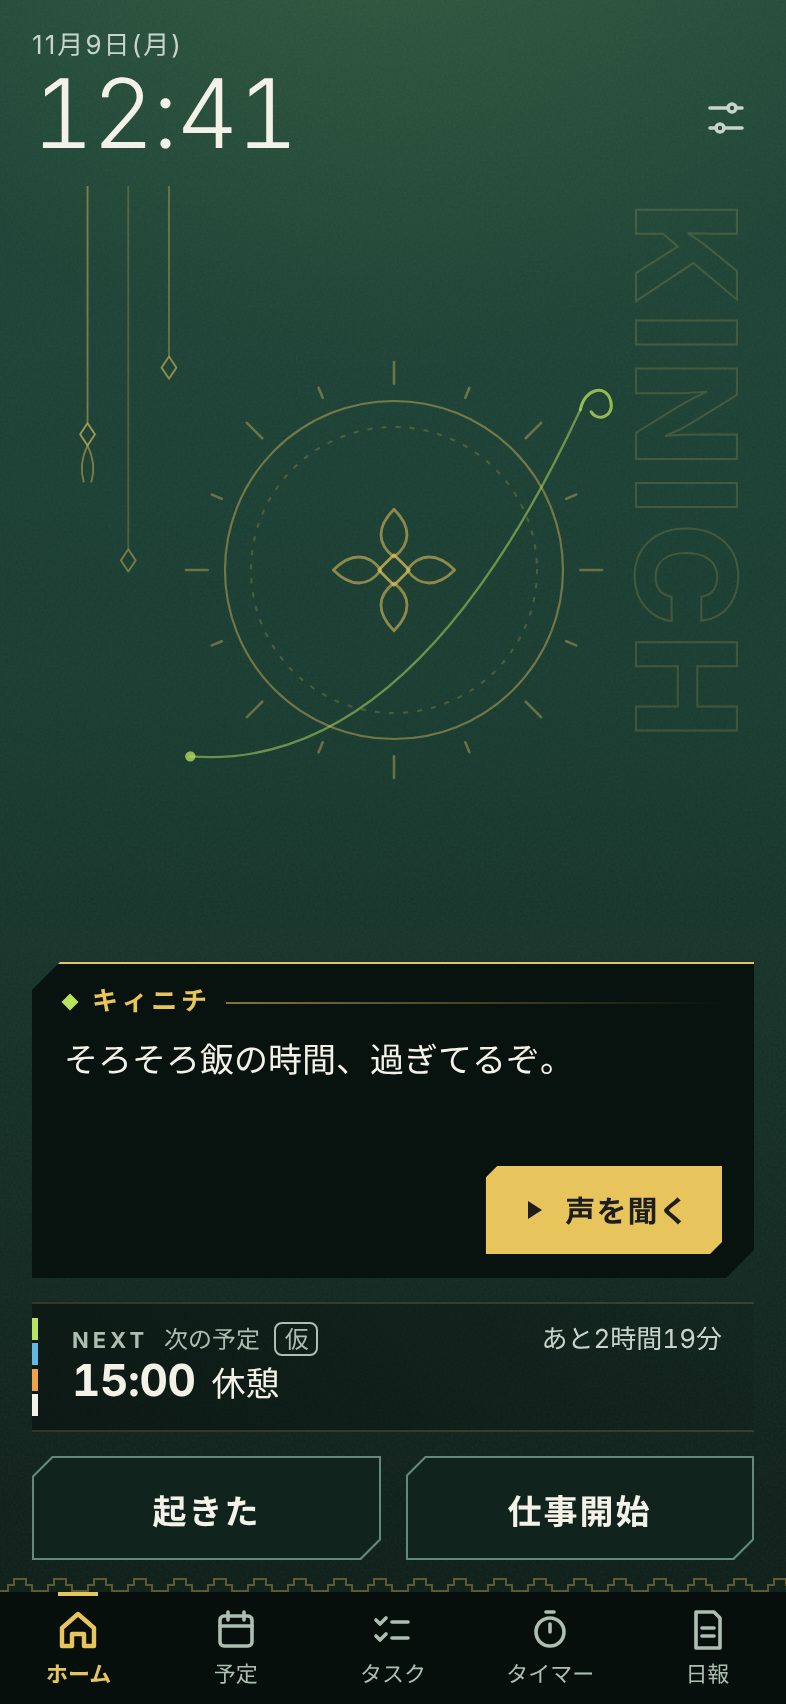 11月9日(月)
12:41
KINICH
キィニチ
そろそろ飯の時間、過ぎてるぞ。
声を聞く
NEXT 次の予定 仮 あと2時間19分
15:00 休憩
起きた 仕事開始
ホーム 予定 タスク タイマー 日報